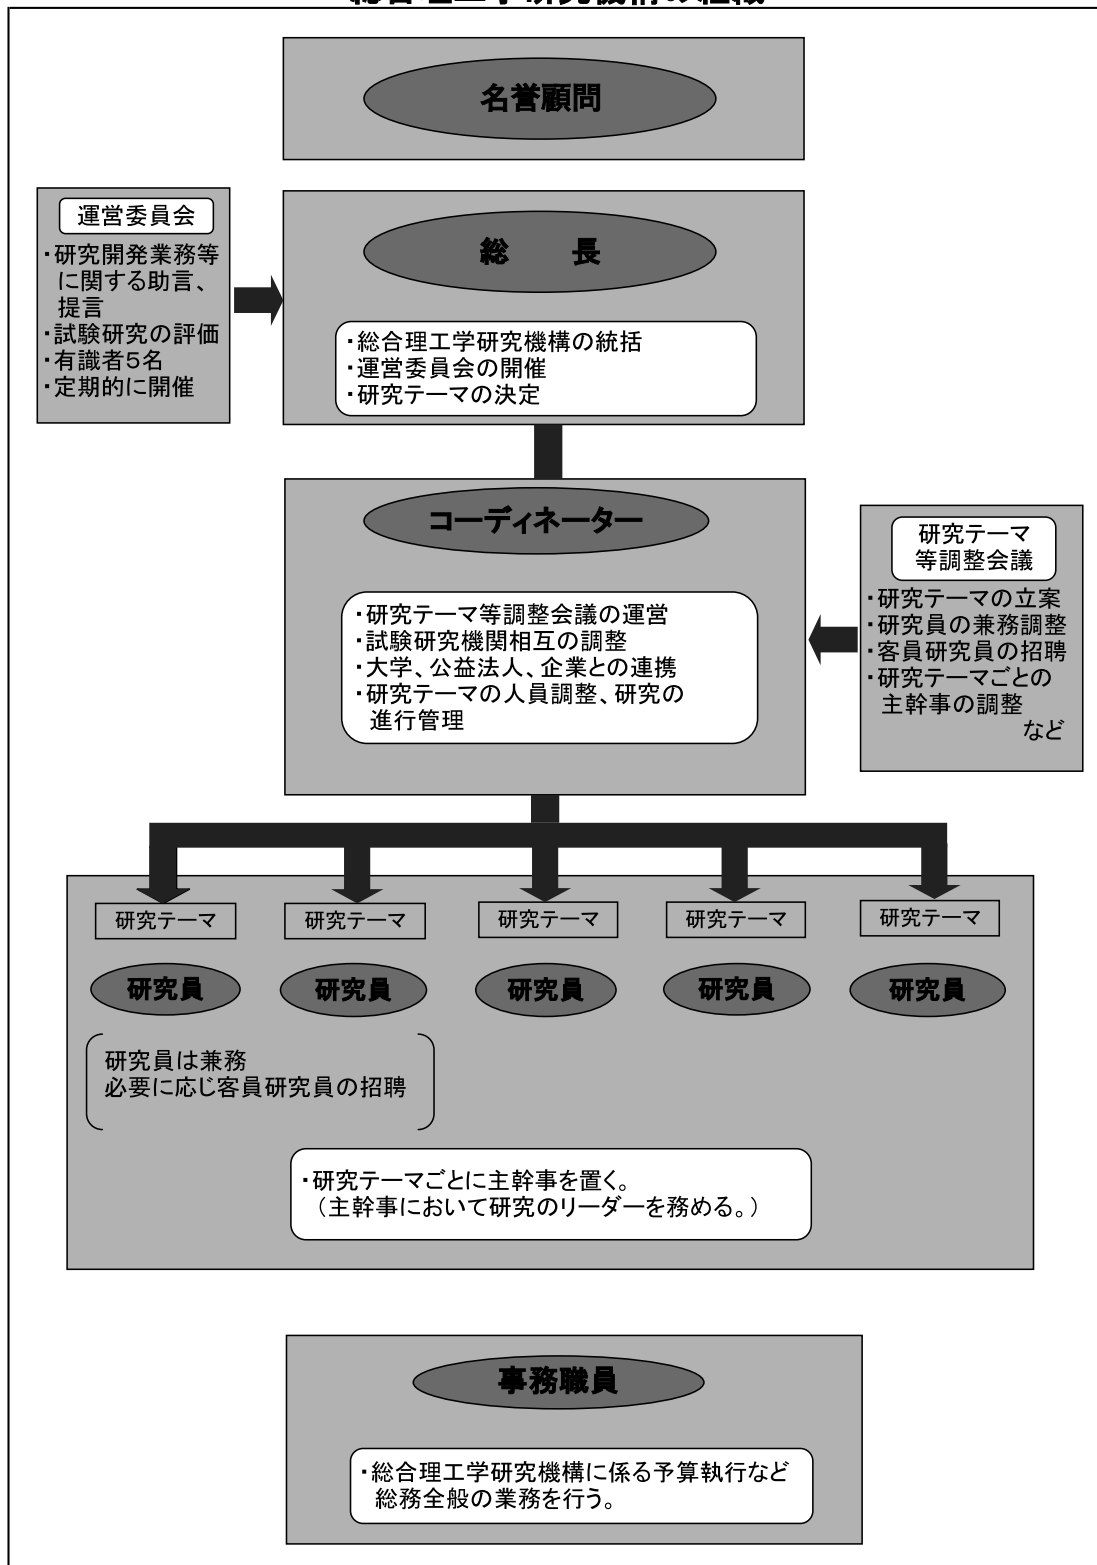 名誉顧問
運営委員会
・研究開発業務等
に関する助言、
提言
・試験研究の評価
・有識者5名
・定期的に開催
総　長
・総合理工学研究機構の統括
・運営委員会の開催
・研究テーマの決定
コーディネーター
・研究テーマ等調整会議の運営
・試験研究機関相互の調整
・大学、公益法人、企業との連携
・研究テーマの人員調整、研究の
進行管理
研究テーマ
等調整会議
・研究テーマの立案
・研究員の兼務調整
・客員研究員の招聘
・研究テーマごとの
主幹事の調整
など
研究テーマ
研究テーマ
研究テーマ
研究テーマ
研究テーマ
研究員
研究員
研究員
研究員
研究員
研究員は兼務
必要に応じ客員研究員の招聘
・研究テーマごとに主幹事を置く。
（主幹事において研究のリーダーを務める。）
事務職員
・総合理工学研究機構に係る予算執行など
総務全般の業務を行う。